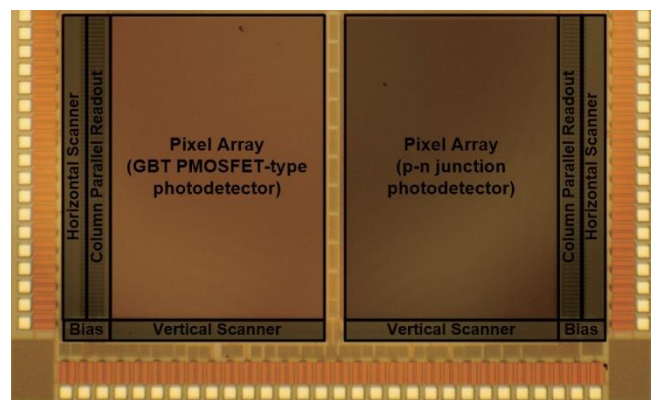 Horizontal Scanner
Column Parallel Readout
Pixel Array
(GBT PMOSFET-type
photodetector)
Pixel Array
(p-n junction
photodetector)
Column Parallel Readout
Horizontal Scanner
Bias
Vertical Scanner
Vertical Scanner
Bias